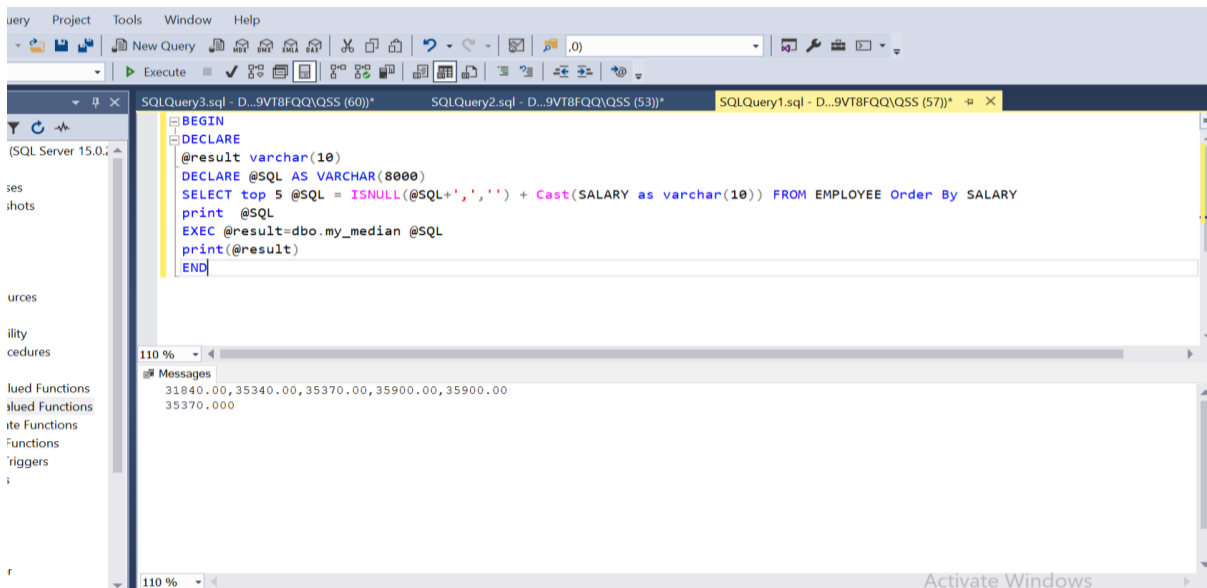 uery Project Tools Window Help
New Query ,0)
Execute
SQLQuery3.sql - D...9VT8FQQ\QSS (60))* SQLQuery2.sql - D...9VT8FQQ\QSS (53))* SQLQuery1.sql - D...9VT8FQQ\QSS (57))*
(SQL Server 15.0.2
ses
shots
urces
ility
cedures
lued Functions
alued Functions
ate Functions
Functions
Triggers
s
r
BEGIN
DECLARE
@result varchar(10)
DECLARE @SQL AS VARCHAR(8000)
SELECT top 5 @SQL = ISNULL(@SQL+',','') + Cast(SALARY as varchar(10)) FROM EMPLOYEE Order By SALARY
print  @SQL
EXEC @result=dbo.my_median @SQL
print(@result)
END
110 %
Messages
31840.00,35340.00,35370.00,35900.00,35900.00
35370.000
110 %
Activate Windows